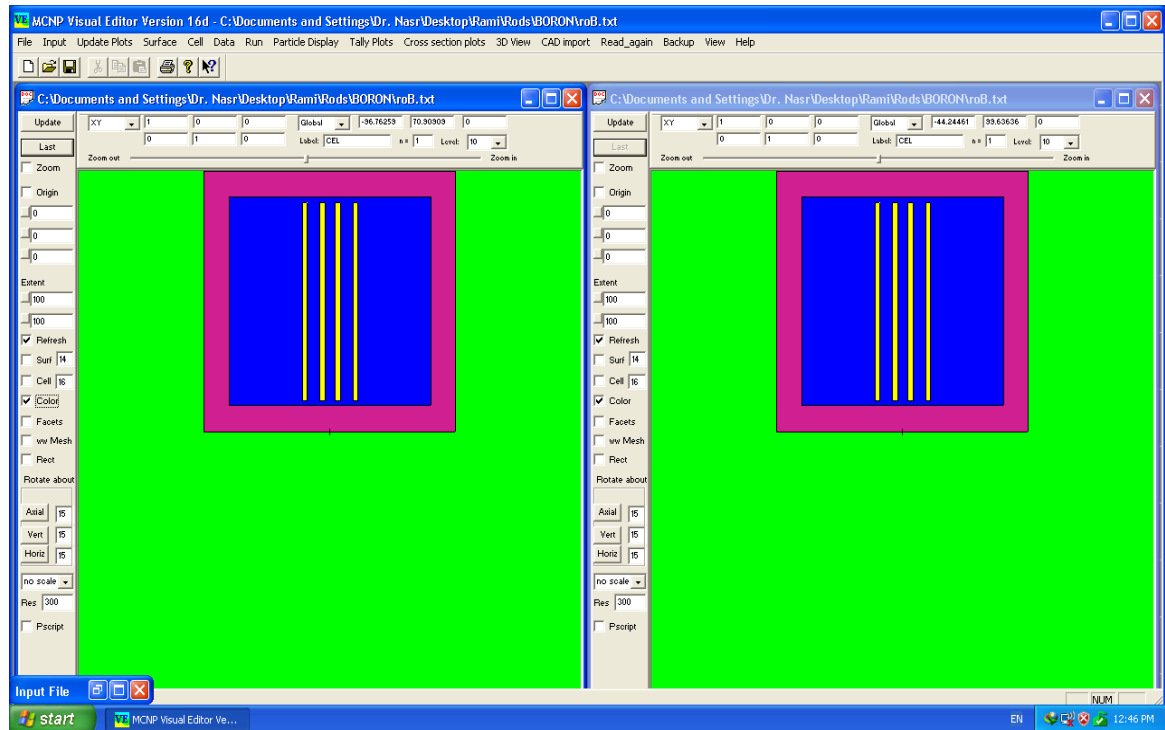 MCNP Visual Editor Version 16d - C:\Documents and Settings\Dr. Nasr\Desktop\Rami\Rods\BORON\roB.txt
File Input Update Plots Surface Cell Data Run Particle Display Tally Plots Cross section plots 3D View CAD import Read_again Backup View Help
C:\Documents and Settings\Dr. Nasr\Desktop\Rami\Rods\BORON\roB.txt
Update XY 1 0 0 Global -36.76253 70.90909 0
Last 0 1 0 Label: CEL n = 1 Level: 10
Zoom out Zoom in
Zoom
Origin
0
0
0
Extent
100
100
Refresh
Surf 14
Cell 16
Color
Facets
ww Mesh
Rect
Rotate about
Axial 15
Vert 15
Horiz 15
no scale
Res 300
Pscript
C:\Documents and Settings\Dr. Nasr\Desktop\Rami\Rods\BORON\roB.txt
Update XY 1 0 0 Global -44.24461 39.63636 0
Last 0 1 0 Label: CEL n = 1 Level: 10
Zoom out Zoom in
Zoom
Origin
0
0
0
Extent
100
100
Refresh
Surf 14
Cell 16
Color
Facets
ww Mesh
Rect
Rotate about
Axial 15
Vert 15
Horiz 15
no scale
Res 300
Pscript
Input File
NUM
start MCNP Visual Editor Ve... EN 12:46 PM